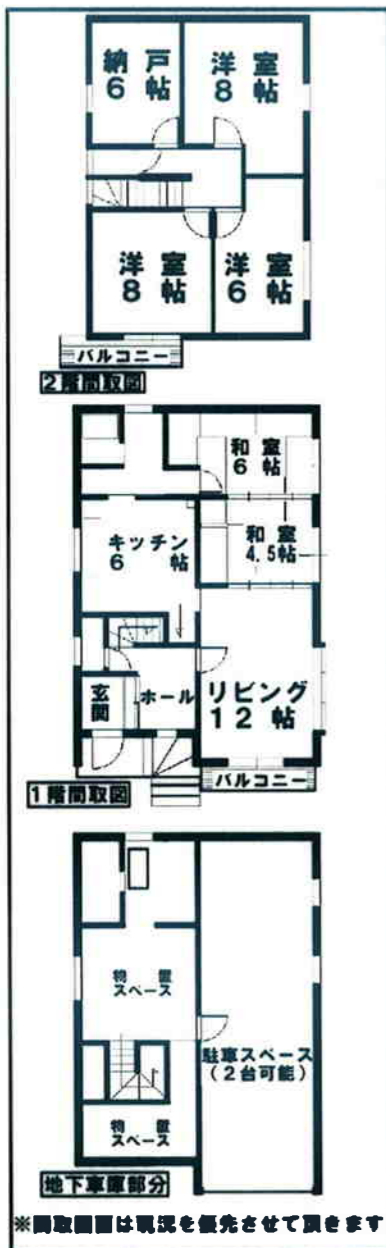 納戸
6帖
洋室
8帖
洋室
8帖
洋室
6帖
バルコニー
2階間取図
和室
6帖
和室
4.5帖
キッチン
6帖
玄関
ホール
リビング
12帖
バルコニー
1階間取図
物置
スペース
駐車スペース
(2台可能)
物置
スペース
地下車庫部分
※間取図面は現況を優先させて頂きます